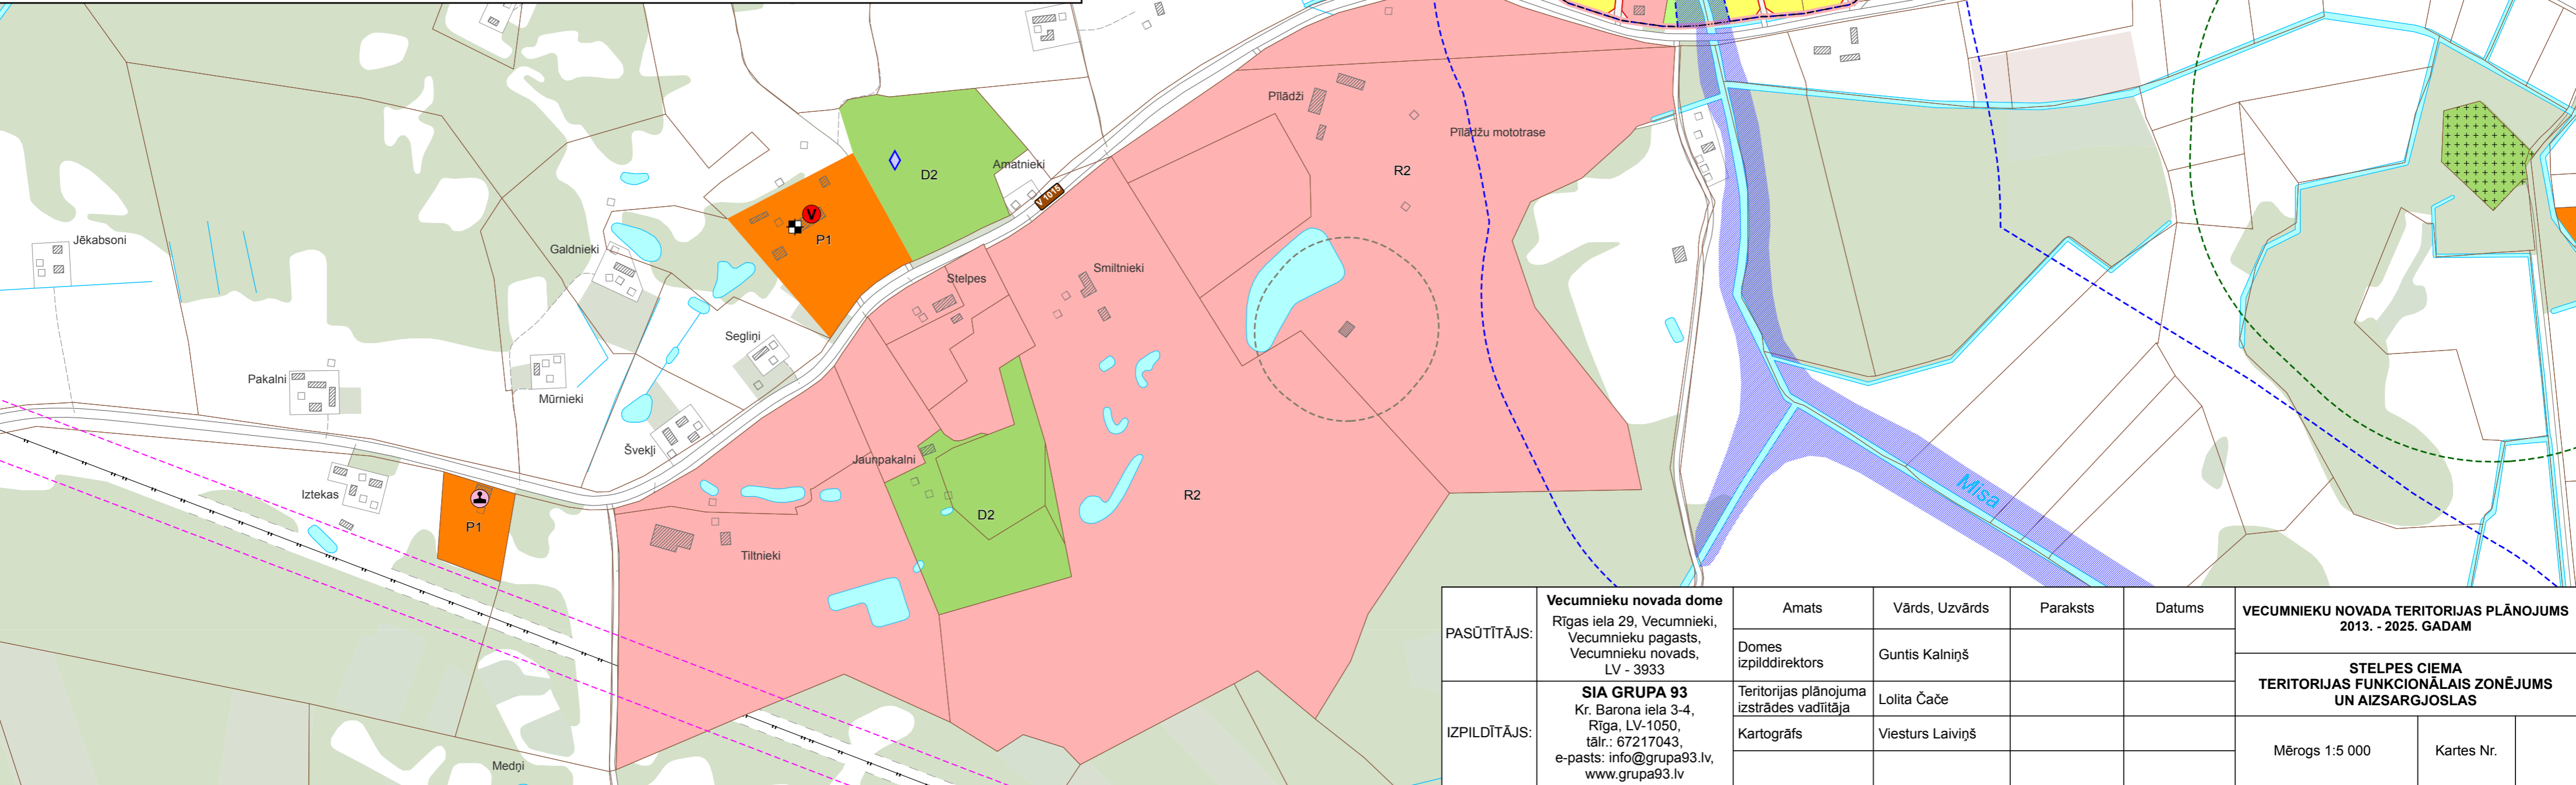 Pīlādži
Pīlādžu mototrase
R2
Amatnieki
D2
V 1018
V
P1
Jēkabsoni
Galdnieki
Stelpes
Smiltnieki
Segliņi
Pakalni
Mūrnieki
Švekļi
Jaunpakalni
Iztekas
P1
D2
R2
Misa
Tiltnieki
Medņi
PASŪTĪTĀJS:
Vecumnieku novada dome
Rīgas iela 29, Vecumnieki,
Vecumnieku pagasts,
Vecumnieku novads,
LV - 3933
IZPILDĪTĀJS:
SIA GRUPA 93
Kr. Barona iela 3-4,
Rīga, LV-1050,
tālr.: 67217043,
e-pasts: info@grupa93.lv,
www.grupa93.lv
Amats
Vārds, Uzvārds
Paraksts
Datums
Domes
izpilddirektors
Guntis Kalniņš
Teritorijas plānojuma
izstrādes vadītāja
Lolita Čače
Kartogrāfs
Viesturs Laiviņš
VECUMNIEKU NOVADA TERITORIJAS PLĀNOJUMS
2013. - 2025. GADAM
STELPES CIEMA
TERITORIJAS FUNKCIONĀLAIS ZONĒJUMS
UN AIZSARGJOSLAS
Mērogs 1:5 000
Kartes Nr.